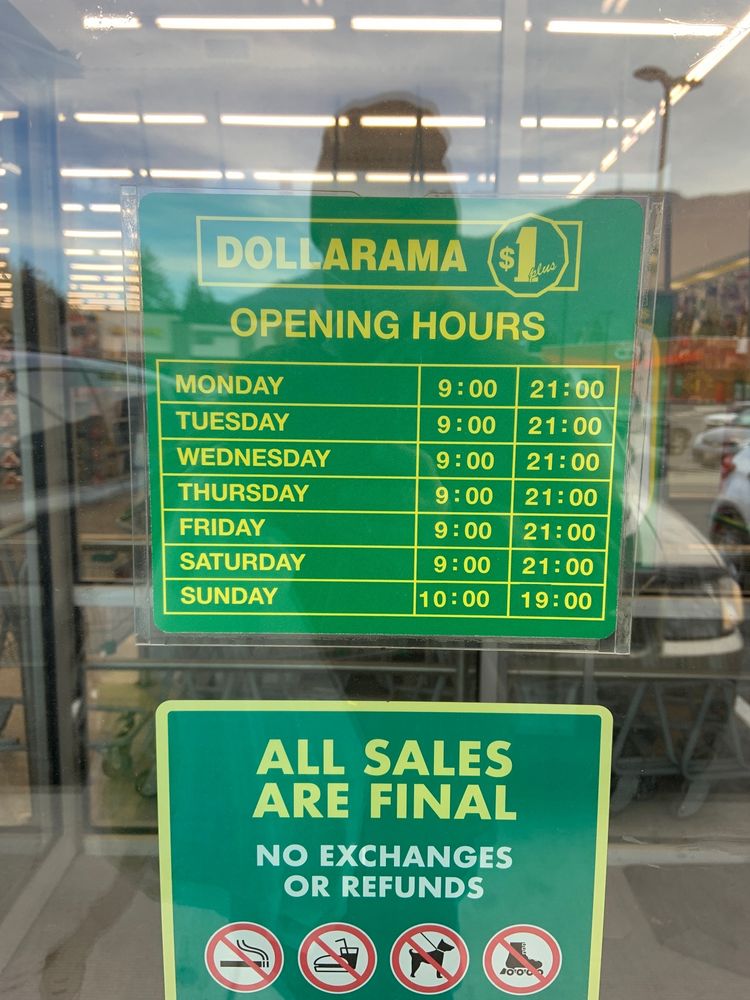 DOLLARAMA $1 plus
OPENING HOURS
MONDAY 9:00 21:00
TUESDAY 9:00 21:00
WEDNESDAY 9:00 21:00
THURSDAY 9:00 21:00
FRIDAY 9:00 21:00
SATURDAY 9:00 21:00
SUNDAY 10:00 19:00
ALL SALES
ARE FINAL
NO EXCHANGES
OR REFUNDS